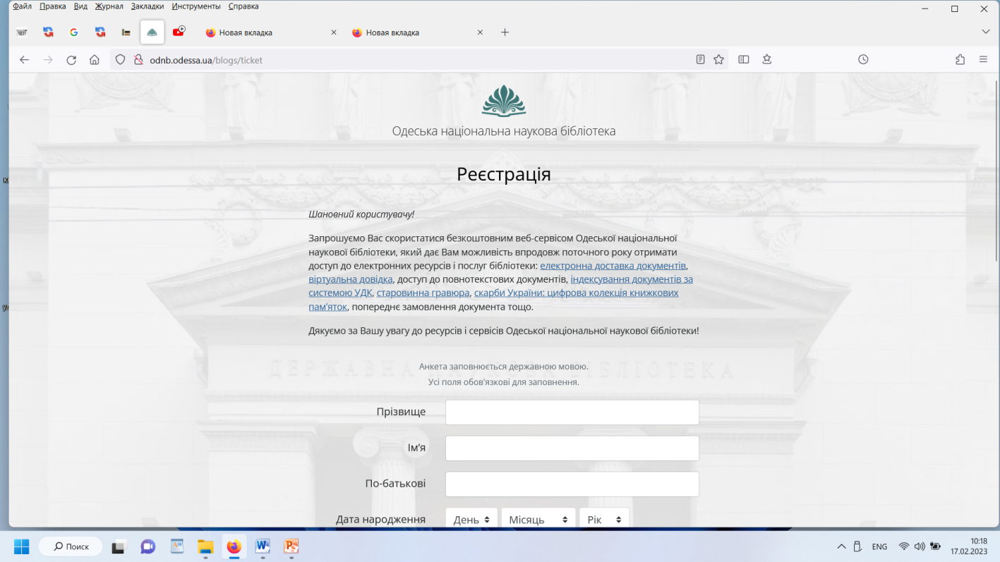 Файл Правка Вид Журнал Закладки Инструменты Справка
Новая вкладка Новая вкладка
odnb.odessa.ua/blogs/ticket
Одеська національна наукова бібліотека
Реєстрація
Шановний користувачу!
Запрошуємо Вас скористатися безкоштовним веб-сервісом Одеської національної
наукової бібліотеки, який дає Вам можливість впродовж поточного року отримати
доступ до електронних ресурсів і послуг бібліотеки: електронна доставка документів,
віртуальна довідка, доступ до повнотекстових документів, індексування документів за
системою УДК, старовинна гравюра, скарби України: цифрова колекція книжкових
пам'яток, попереднє замовлення документа тощо.
Дякуємо за Вашу увагу до ресурсів і сервісів Одеської національної наукової бібліотеки!
ДЕРЖАВНА НАУКОВА БІБЛІОТЕКА
Анкета заповнюється державною мовою.
Усі поля обов'язкові для заповнення.
Прізвище
Ім'я
По-батькові
Дата народження День Місяць Рік
Поиск
ENG
10:18
17.02.2023